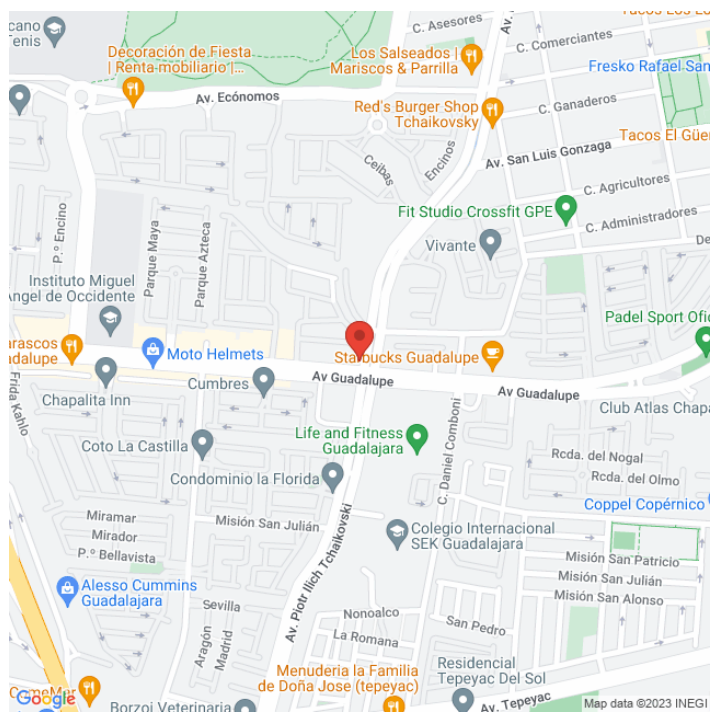 C. Asesores
C. Comerciantes
Decoración de Fiesta
| Renta-mobiliario |...
Los Salseados |
Mariscos & Parrilla
Fresko Rafael San
Av. Ecónomos
Red's Burger Shop
Tchaikovsky
C. Ganaderos
Tacos El Güe
Av. San Luis Gonzaga
Ceibas
Encinos
C. Agricultores
Fit Studio Crossfit GPE
C. Administradores
P.º Encino
Parque Maya
Parque Azteca
Vivante
De
Instituto Miguel
Ángel de Occidente
Padel Sport Ofic
arascos
adalupe
Moto Helmets
Starbucks Guadalupe
Frida Kahlo
Chapalita Inn
Cumbres
Av Guadalupe
Av Guadalupe
Club Atlas Chapa
Coto La Castilla
Life and Fitness
Guadalajara
C. Daniel Comboni
Rcda. del Nogal
Rcda. del Olmo
Condominio la Florida
Coppel Copérnico
Miramar
Mirador
P.º Bellavista
Misión San Julián
Av. Piotr Ilich Tchaikovski
Colegio Internacional
SEK Guadalajara
Misión San Patricio
Misión San Julián
Misión San Alonso
Alesso Cummins
Guadalajara
Sevilla
Aragón
Madrid
Nonoalco
La Romana
San Pedro
Menuderia la Familia
de Doña Jose (tepeyac)
Residencial
Tepeyac Del Sol
Google
Borzoi Veterinaria
Av. Tepeyac
Map data ©2023 INEGI